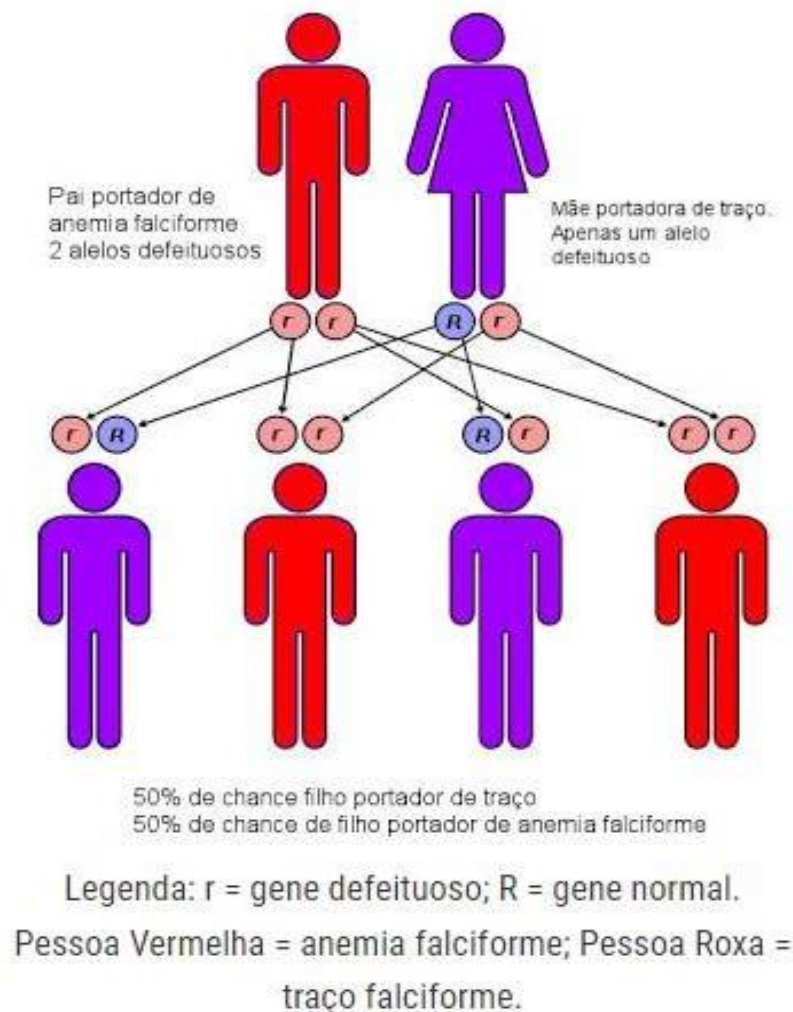 Pai portador de
anemia falciforme
2 alelos defeituosos
Mãe portadora de traço.
Apenas um alelo
defeituoso
r r R r
r R r r R r r r
50% de chance filho portador de traço
50% de chance de filho portador de anemia falciforme
Legenda: r = gene defeituoso; R = gene normal.
Pessoa Vermelha = anemia falciforme; Pessoa Roxa =
traço falciforme.